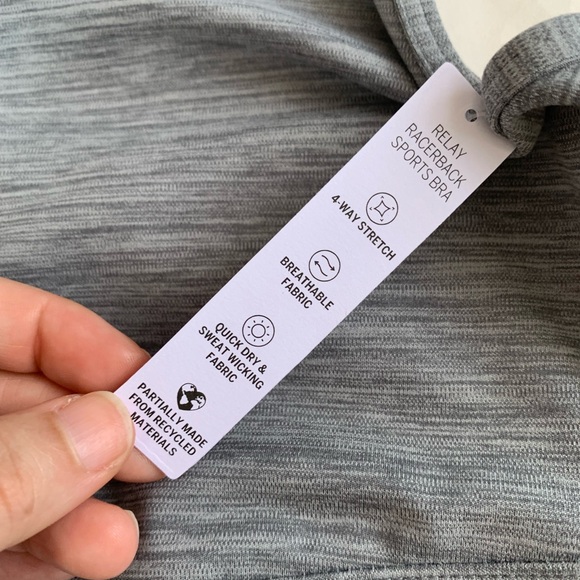 RELAY
RACERBACK
SPORTS BRA
4-WAY STRETCH
BREATHABLE
FABRIC
QUICK DRY &
SWEAT WICKING
FABRIC
PARTIALLY MADE
FROM RECYCLED
MATERIALS